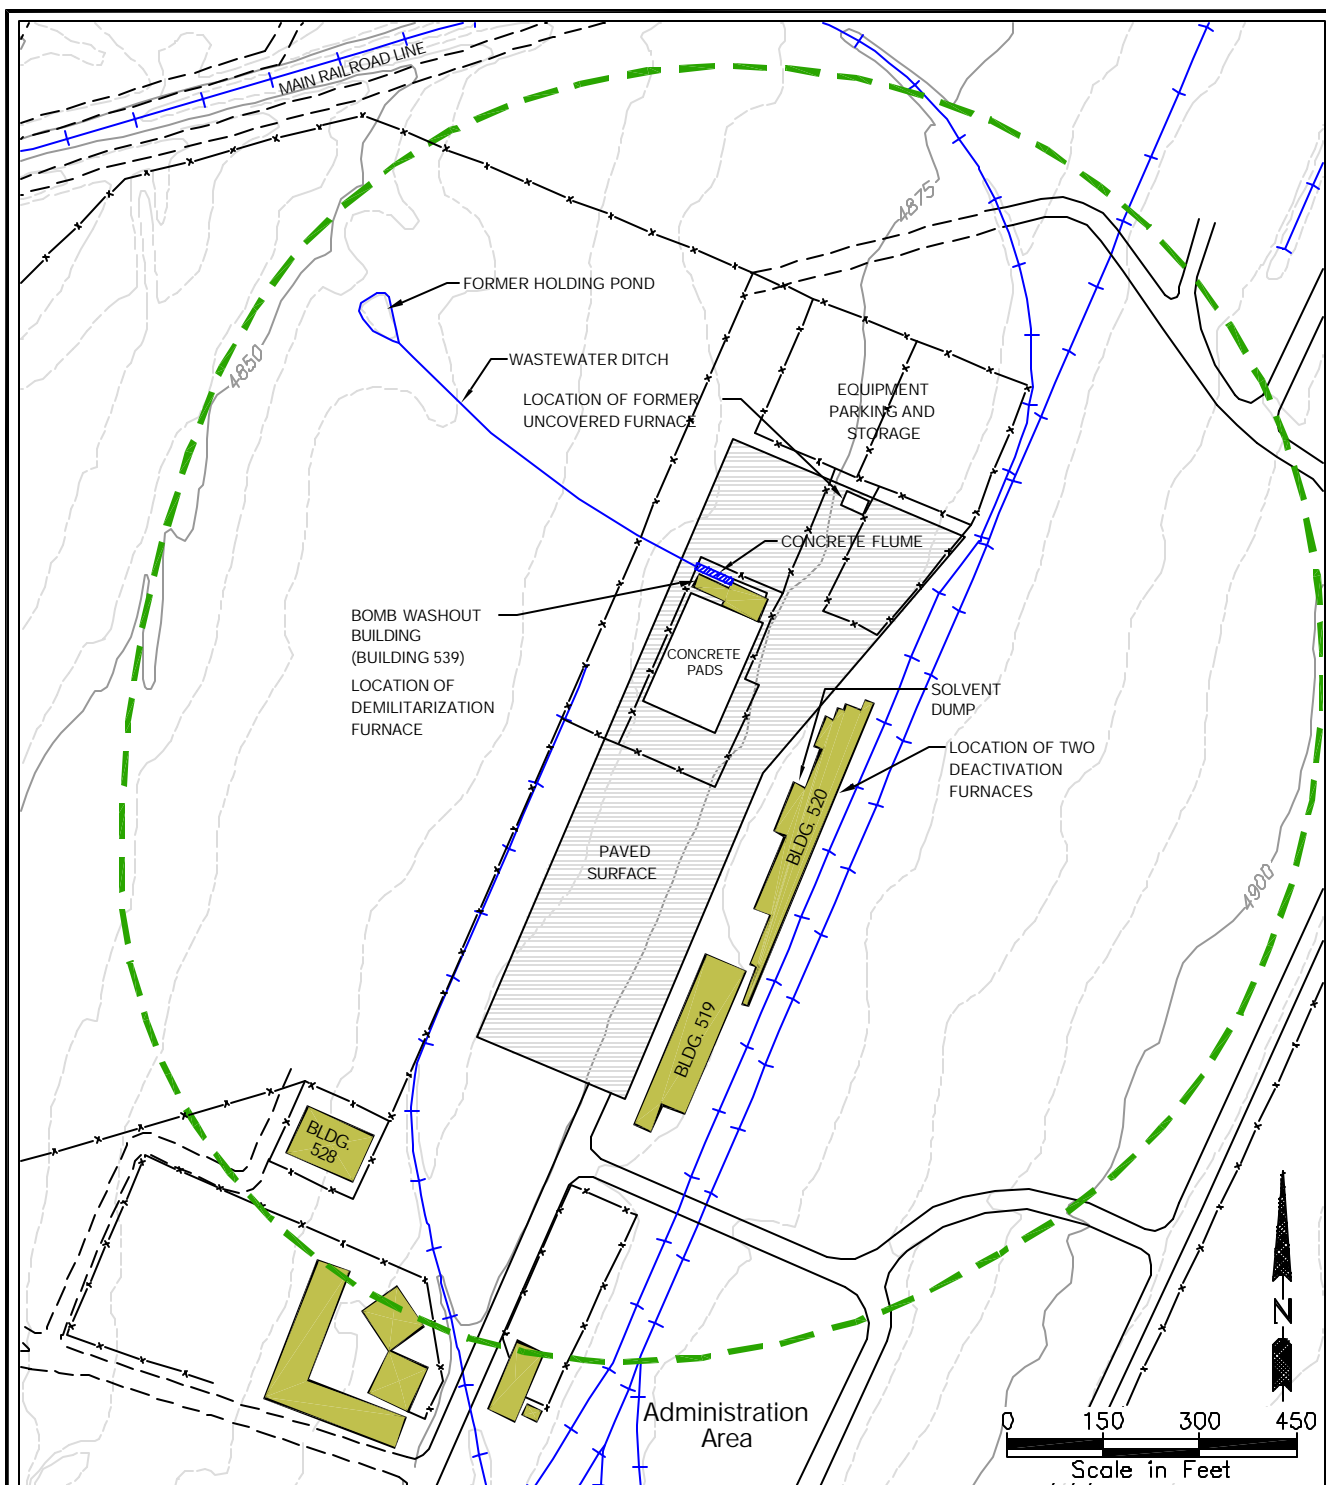 MAIN RAILROAD LINE
4875
FORMER HOLDING POND
4850
WASTEWATER DITCH
LOCATION OF FORMER
UNCOVERED FURNACE
EQUIPMENT
PARKING AND
STORAGE
CONCRETE FLUME
BOMB WASHOUT
BUILDING
(BUILDING 539)
LOCATION OF
DEMILITARIZATION
FURNACE
CONCRETE
PADS
SOLVENT
DUMP
LOCATION OF TWO
DEACTIVATION
FURNACES
BLDG. 520
PAVED
SURFACE
4900
BLDG. 519
BLDG.
528
N
Administration
Area
0 150 300 450
Scale in Feet